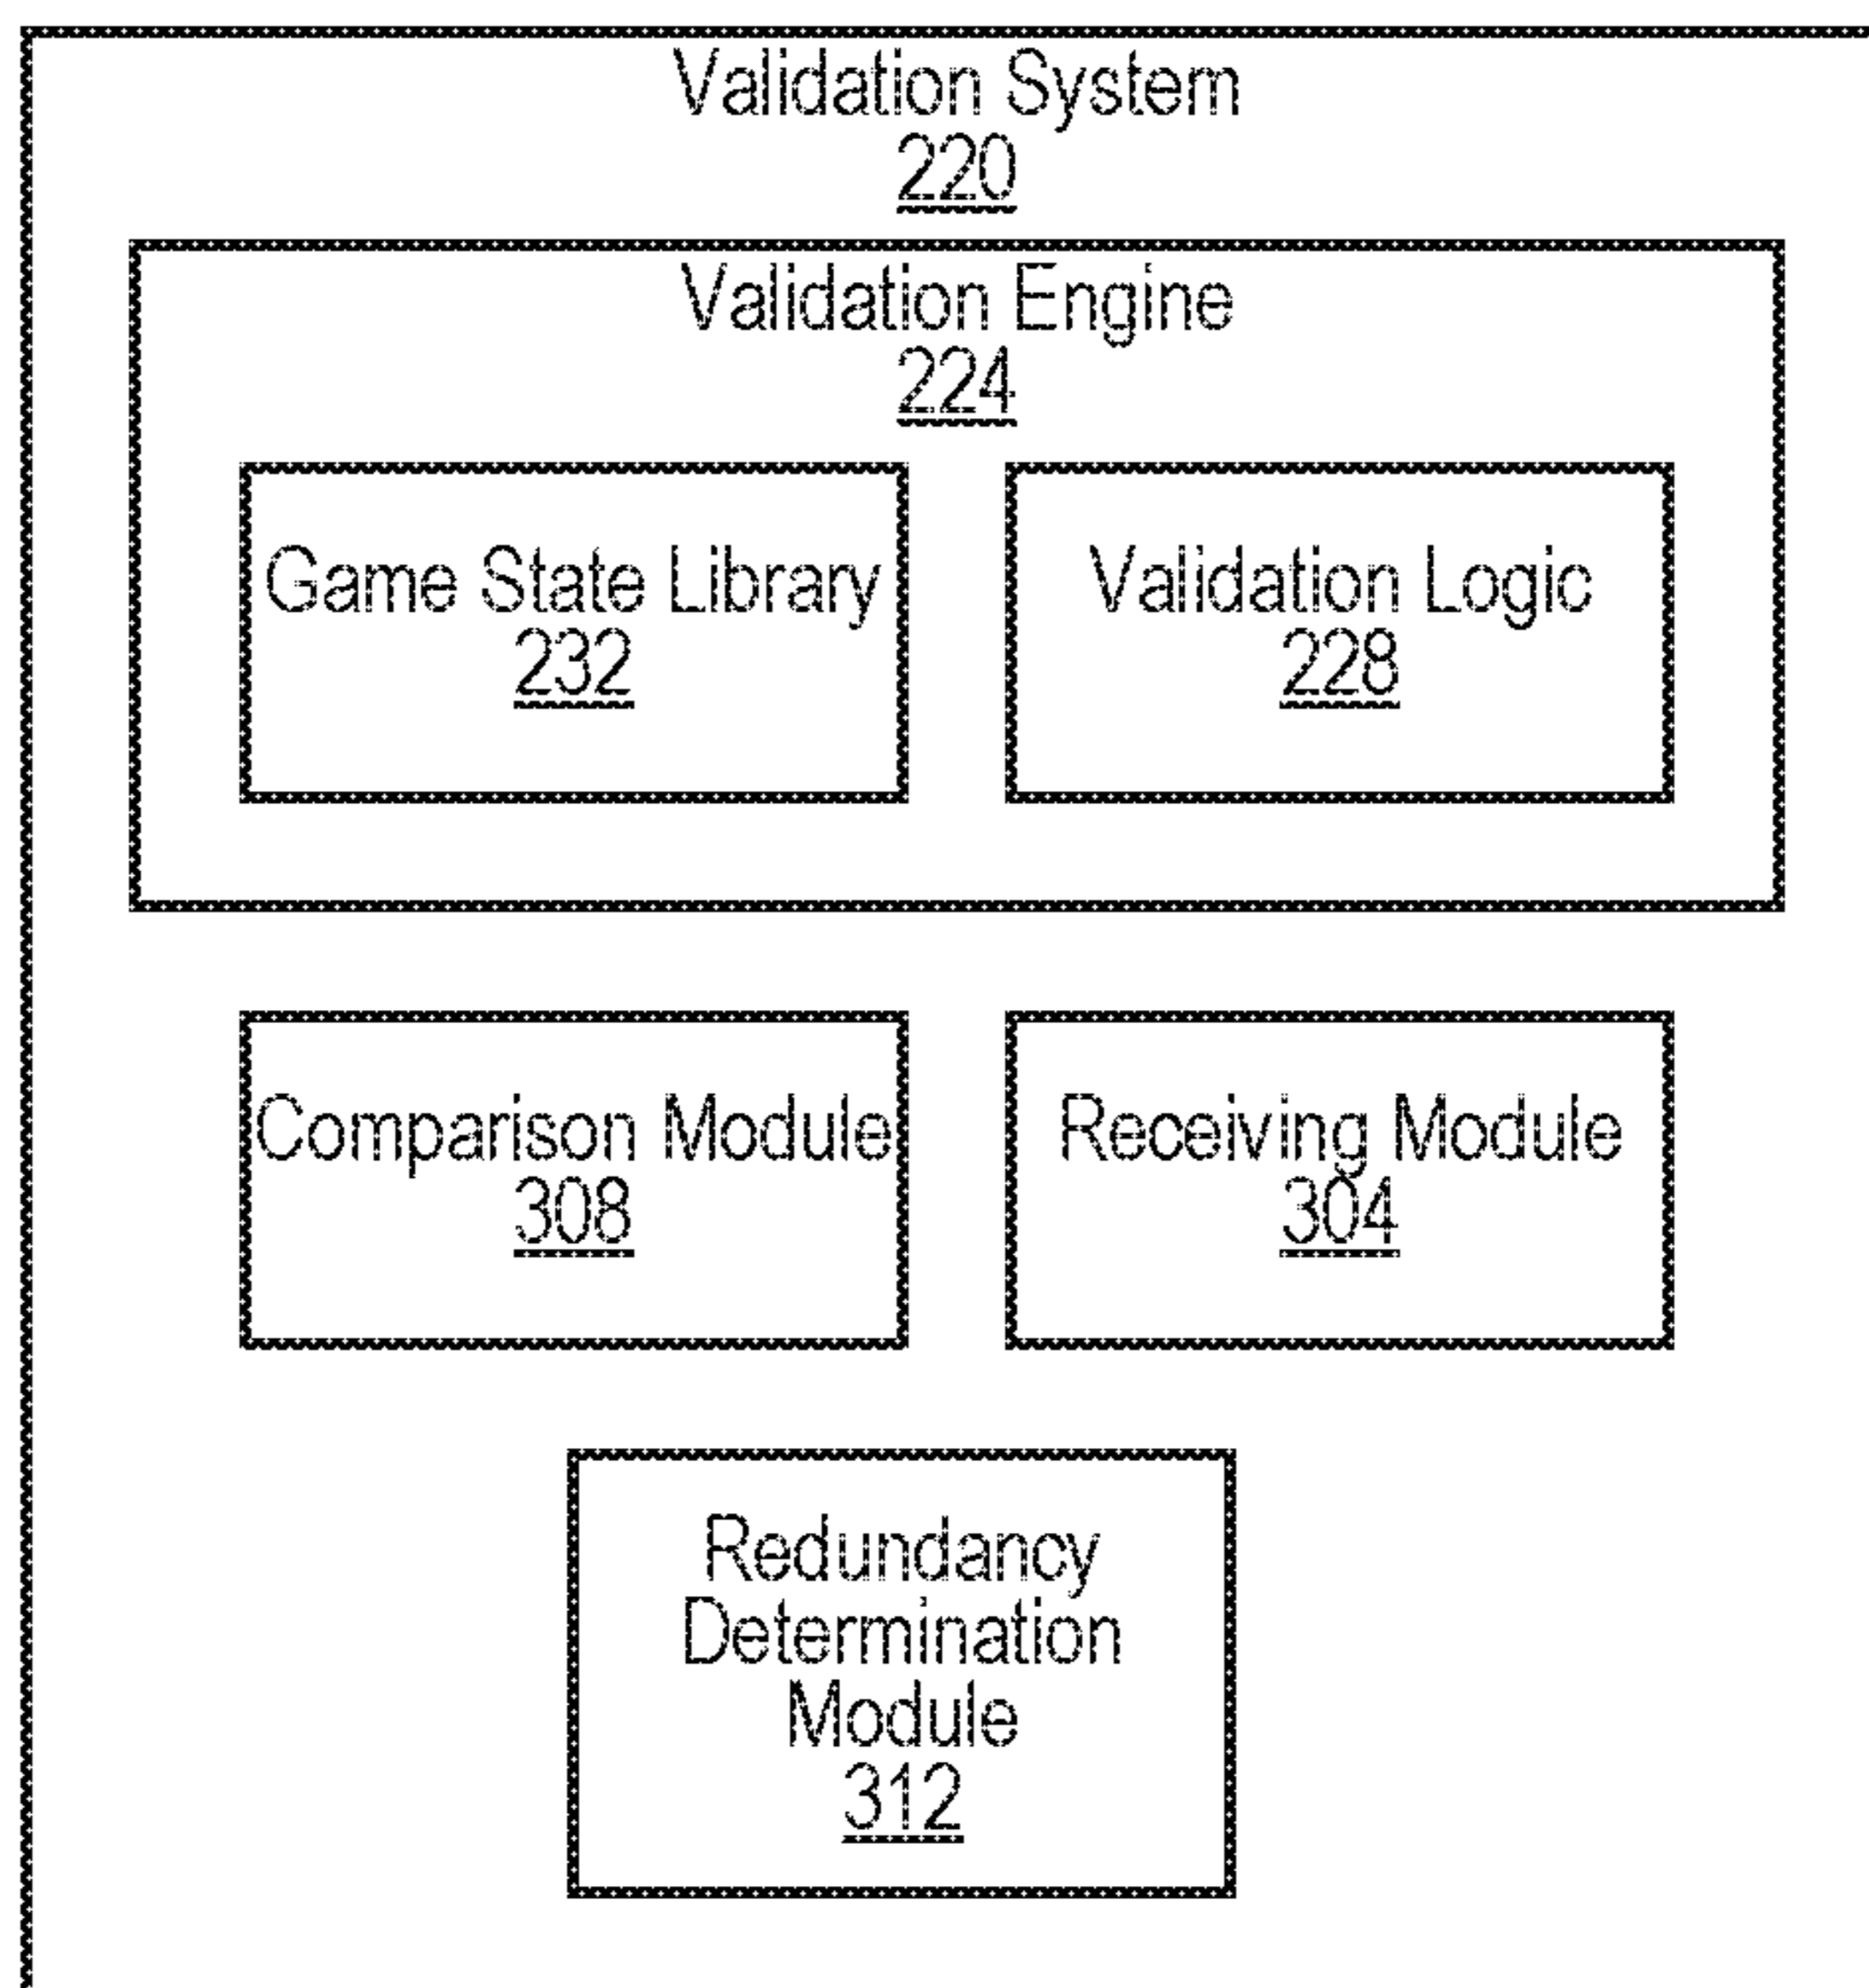 Validation System
220
Validation Engine
224
Game State Library
232
Validation Logic
228
Comparison Module
308
Receiving Module
304
Redundancy
Determination
Module
312